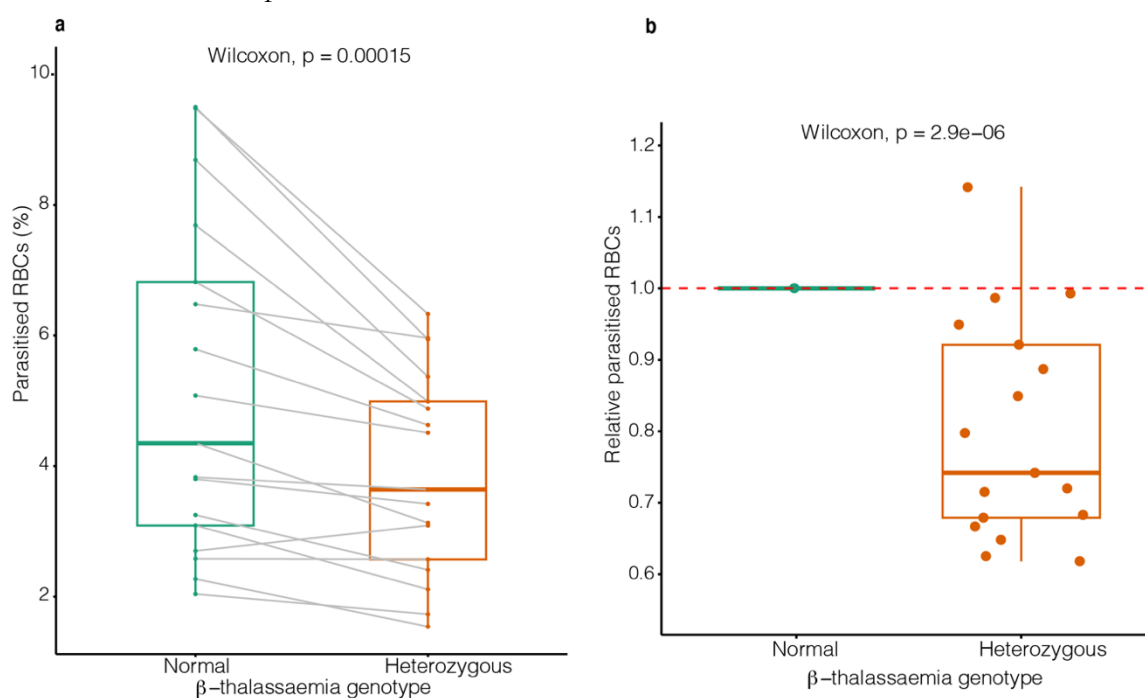 a
Wilcoxon, p = 0.00015
Parasitised RBCs (%)
10
8
6
4
2
Normal
Heterozygous
β−thalassaemia genotype
b
Wilcoxon, p = 2.9e−06
Relative parasitised RBCs
1.2
1.1
1.0
0.9
0.8
0.7
0.6
Normal
Heterozygous
β−thalassaemia genotype